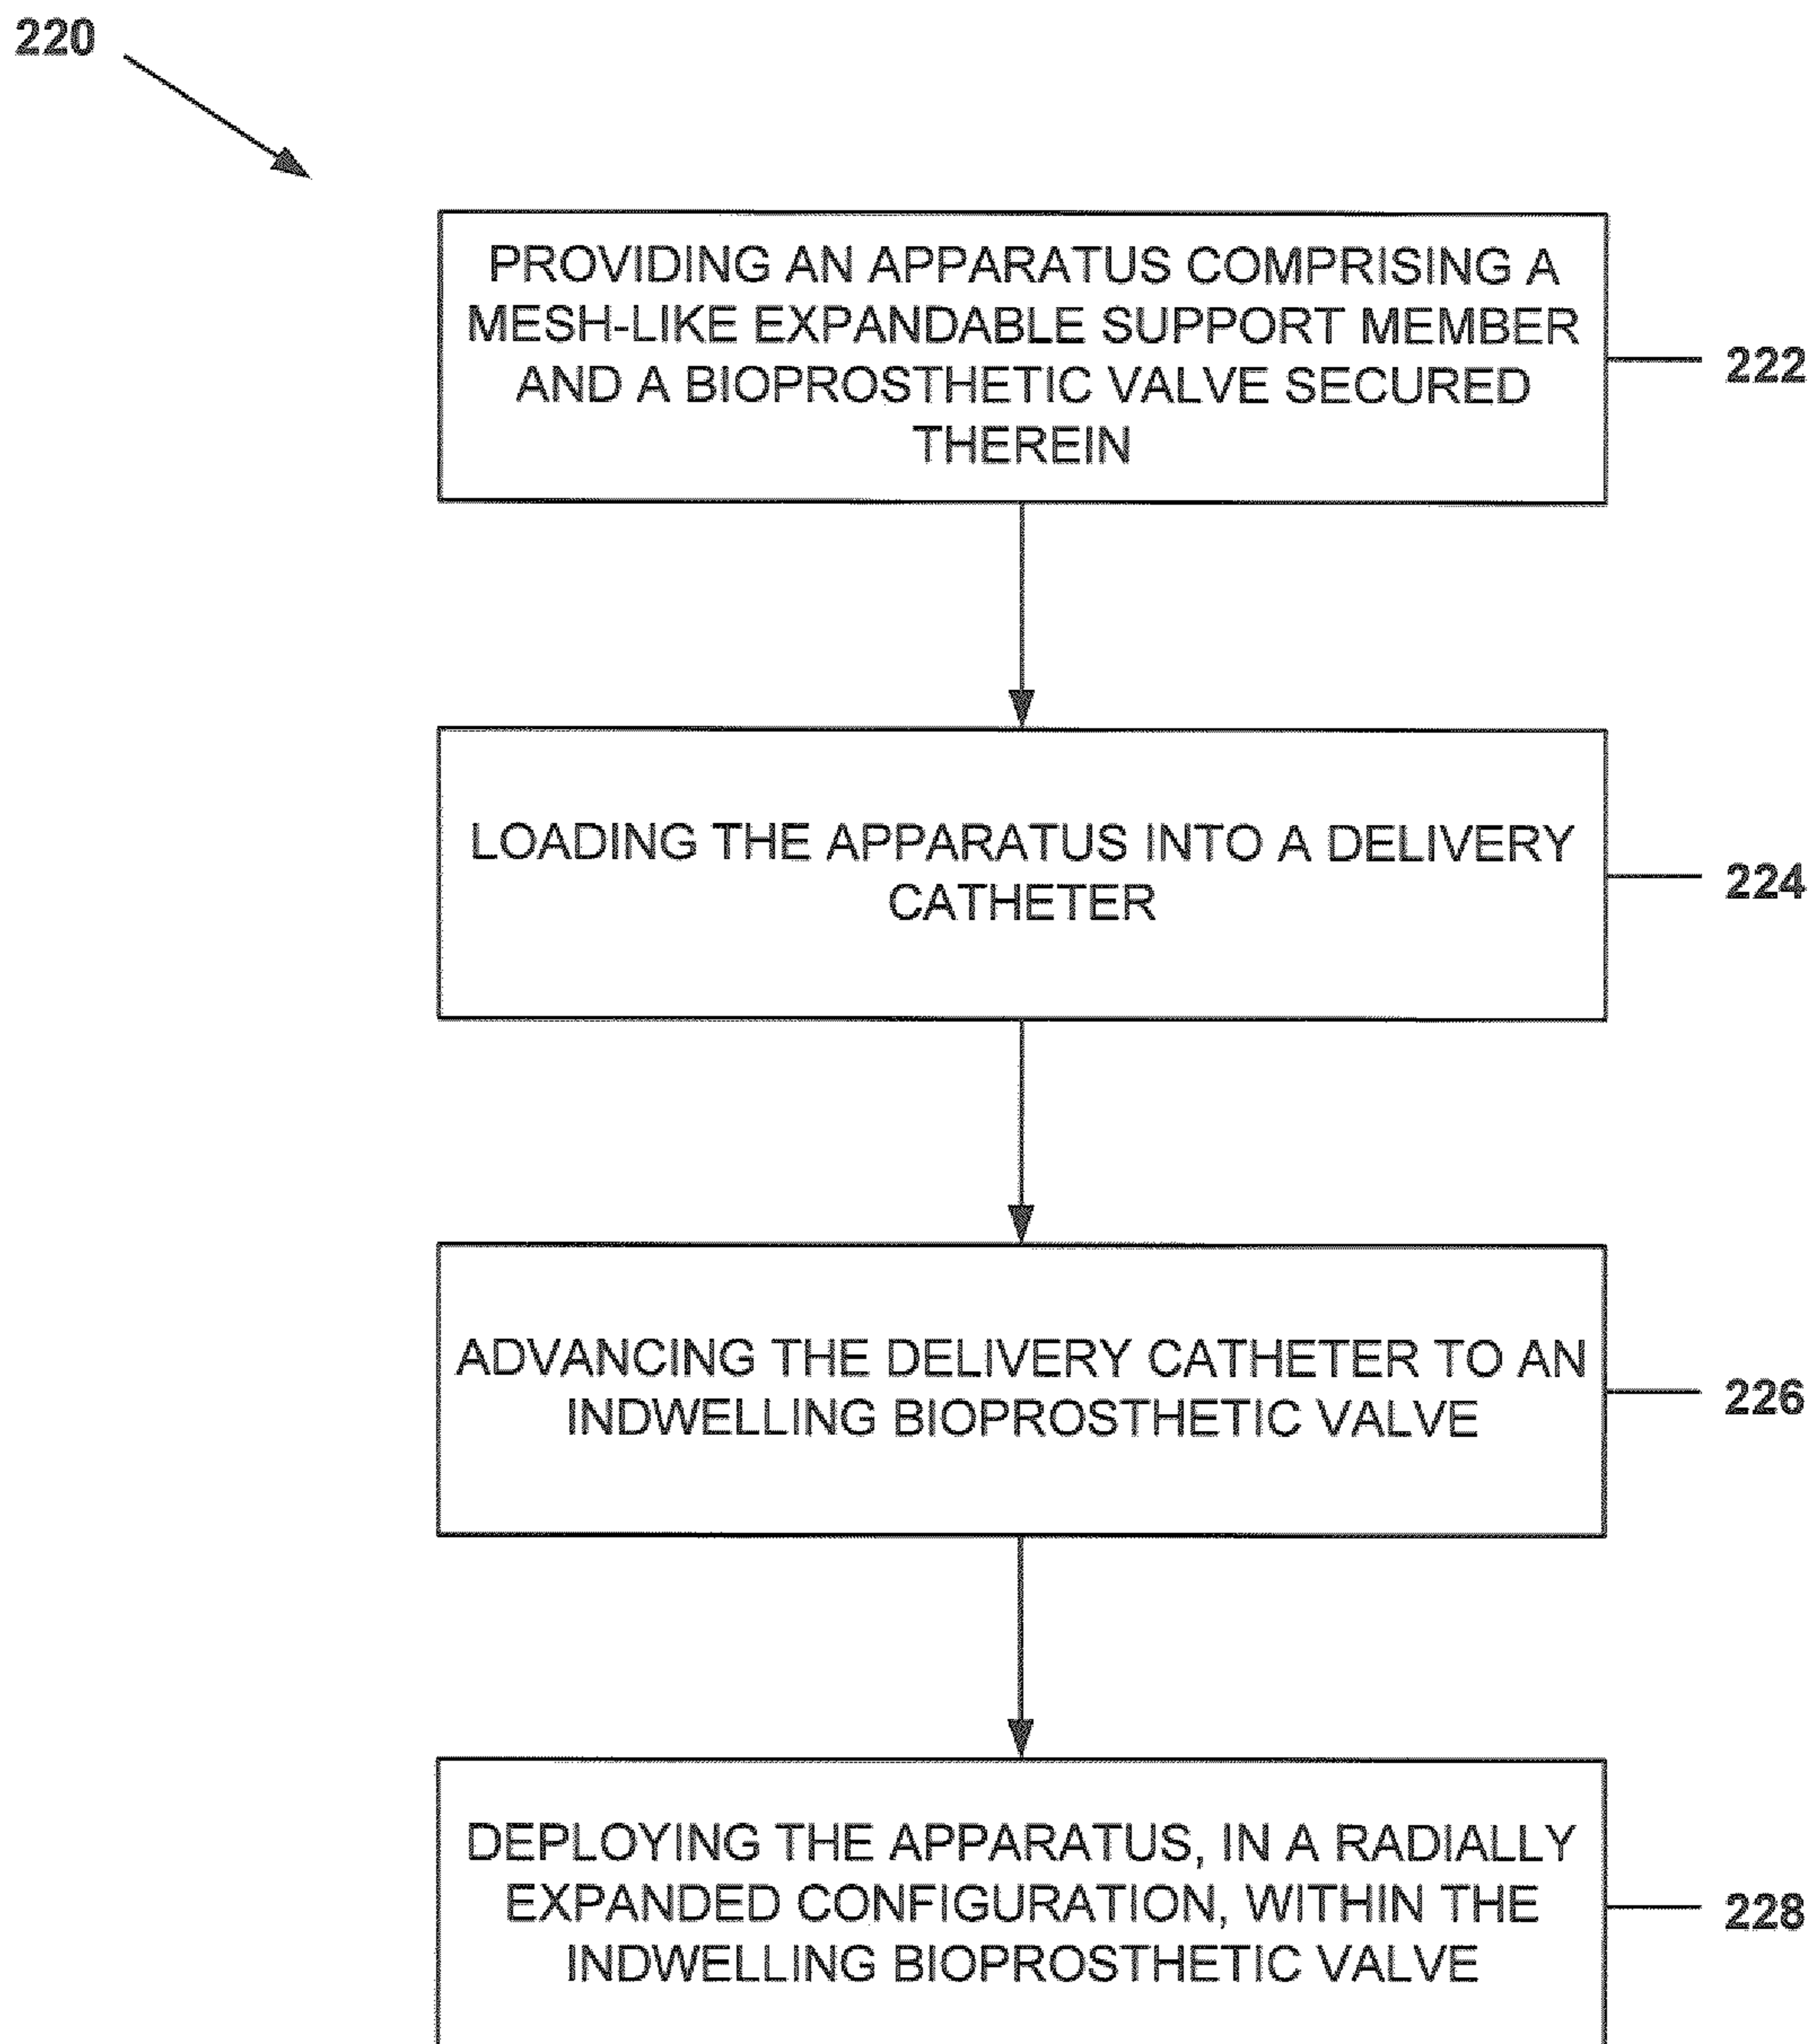 220
PROVIDING AN APPARATUS COMPRISING A
MESH-LIKE EXPANDABLE SUPPORT MEMBER
AND A BIOPROSTHETIC VALVE SECURED
THEREIN
222
LOADING THE APPARATUS INTO A DELIVERY
CATHETER
224
ADVANCING THE DELIVERY CATHETER TO AN
INDWELLING BIOPROSTHETIC VALVE
226
DEPLOYING THE APPARATUS, IN A RADIALLY
EXPANDED CONFIGURATION, WITHIN THE
INDWELLING BIOPROSTHETIC VALVE
228